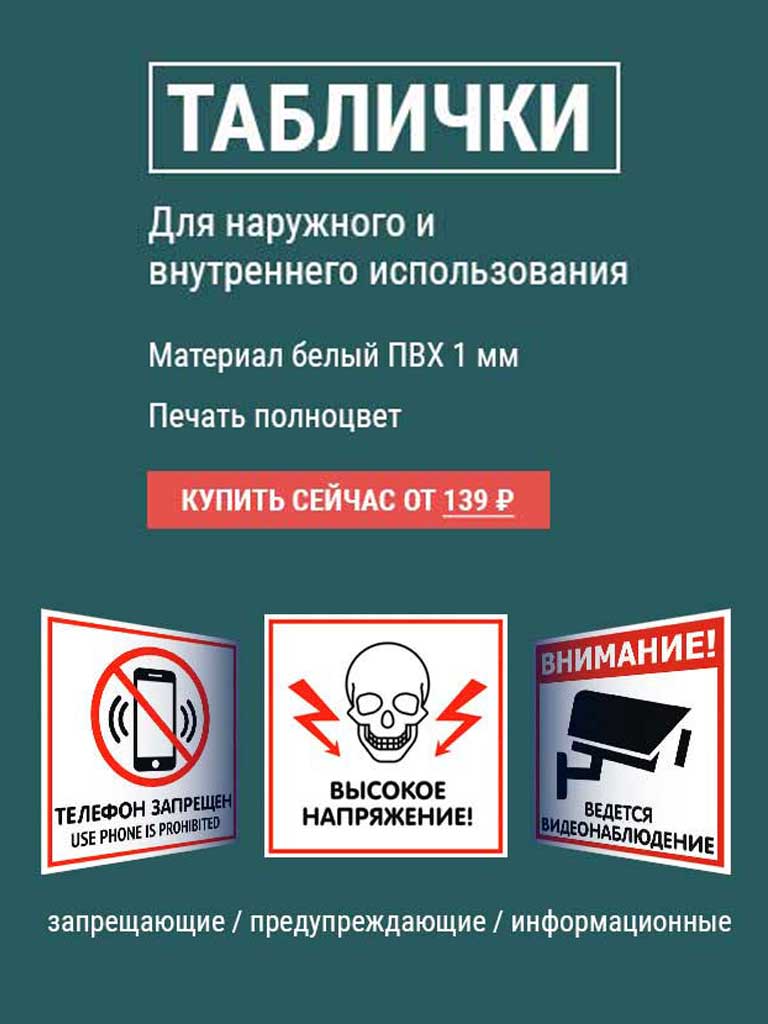 ТАБЛИЧКИ
Для наружного и
внутреннего использования
Материал белый ПВХ 1 мм
Печать полноцвет
КУПИТЬ СЕЙЧАС ОТ 139 ₽
ТЕЛЕФОН ЗАПРЕЩЕН
USE PHONE IS PROHIBITED
ВЫСОКОЕ
НАПРЯЖЕНИЕ!
ВНИМАНИЕ!
ВЕДЕТСЯ
ВИДЕОНАБЛЮДЕНИЕ
запрещающие / предупреждающие / информационные